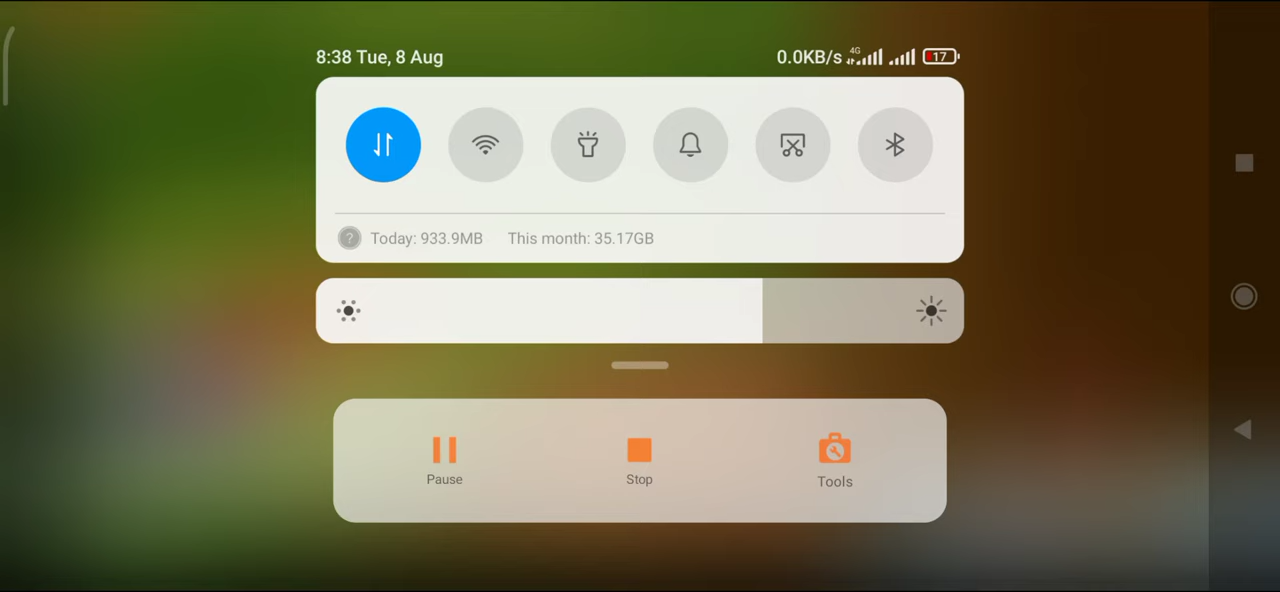 8:38 Tue, 8 Aug 0.0KB/s 4G 17
? Today: 933.9MB This month: 35.17GB
Pause Stop Tools